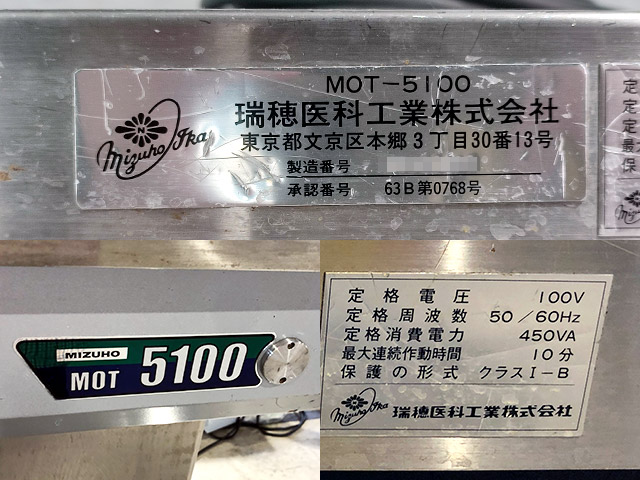 MOT-5100
瑞穂医科工業株式会社
東京都文京区本郷3丁目30番13号
製造番号
承認番号 63B第0768号
Mizuho Ika
定
定
定
最大
保
MIZUHO
MOT 5100
定格電圧 100V
定格周波数 50/60Hz
定格消費電力 450VA
最大連続作動時間 10分
保護の形式 クラスI-B
Mizuho Ika 瑞穂医科工業株式会社